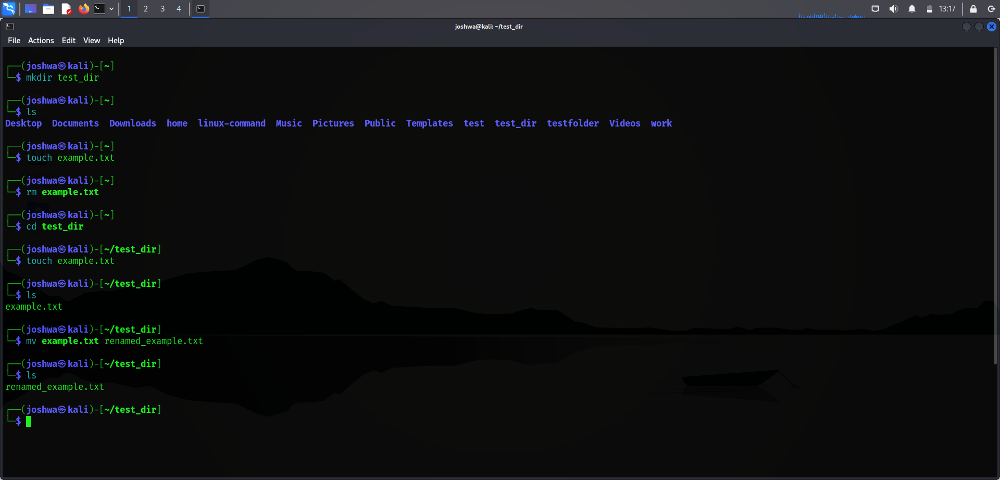 1 2 3 4 13:17
joshwa@kali: ~/test_dir
File Actions Edit View Help
┌──(joshwa㉿kali)-[~]
└─$ mkdir test_dir
┌──(joshwa㉿kali)-[~]
└─$ ls
Desktop Documents Downloads home linux-command Music Pictures Public Templates test test_dir testfolder Videos work
┌──(joshwa㉿kali)-[~]
└─$ touch example.txt
┌──(joshwa㉿kali)-[~]
└─$ rm example.txt
┌──(joshwa㉿kali)-[~]
└─$ cd test_dir
┌──(joshwa㉿kali)-[~/test_dir]
└─$ touch example.txt
┌──(joshwa㉿kali)-[~/test_dir]
└─$ ls
example.txt
┌──(joshwa㉿kali)-[~/test_dir]
└─$ mv example.txt renamed_example.txt
┌──(joshwa㉿kali)-[~/test_dir]
└─$ ls
renamed_example.txt
┌──(joshwa㉿kali)-[~/test_dir]
└─$